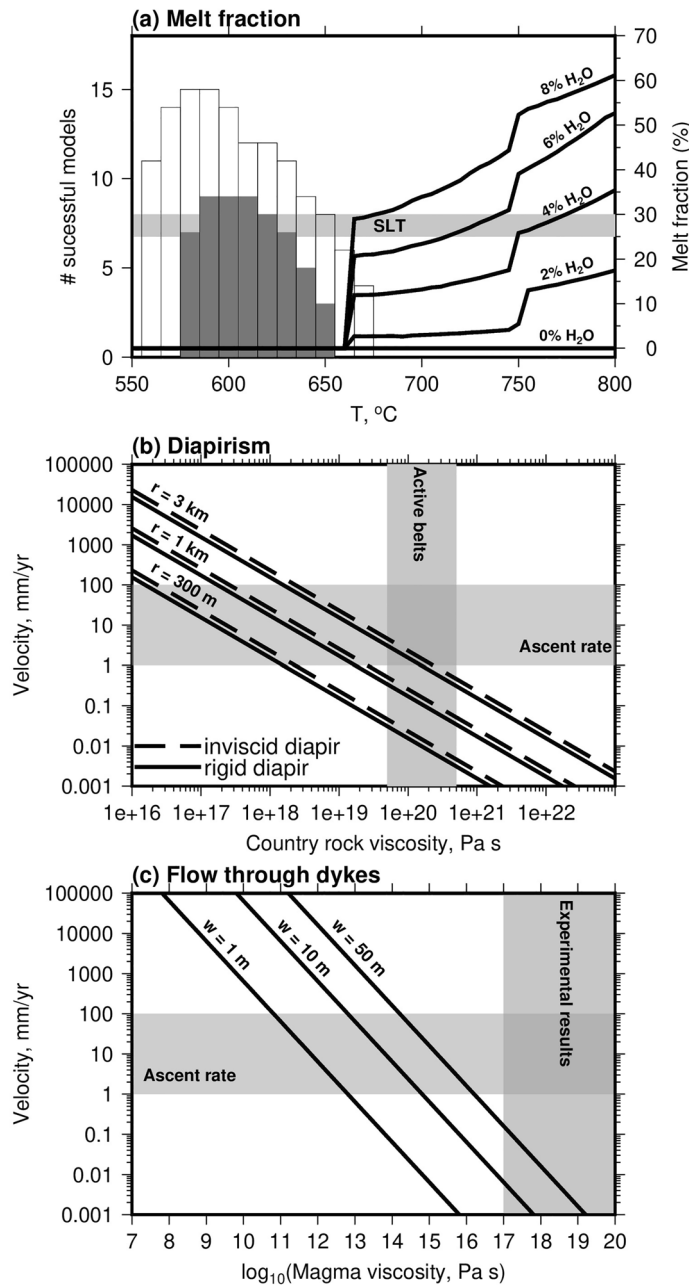 (a) Melt fraction
# sucessful models
15
10
5
0
70
60
50
40
30
20
10
0
Melt fraction (%)
8% H2O
6% H2O
4% H2O
2% H2O
0% H2O
SLT
550 600 650 700 750 800
T, ºC
(b) Diapirism
Velocity, mm/yr
100000
10000
1000
100
10
1
0.1
0.01
0.001
r = 3 km
r = 1 km
r = 300 m
Active belts
Ascent rate
inviscid diapir
rigid diapir
1e+16 1e+17 1e+18 1e+19 1e+20 1e+21 1e+22
Country rock viscosity, Pa s
(c) Flow through dykes
Velocity, mm/yr
100000
10000
1000
100
10
1
0.1
0.01
0.001
w = 1 m
w = 10 m
w = 50 m
Experimental results
Ascent rate
7 8 9 10 11 12 13 14 15 16 17 18 19 20
log10(Magma viscosity, Pa s)